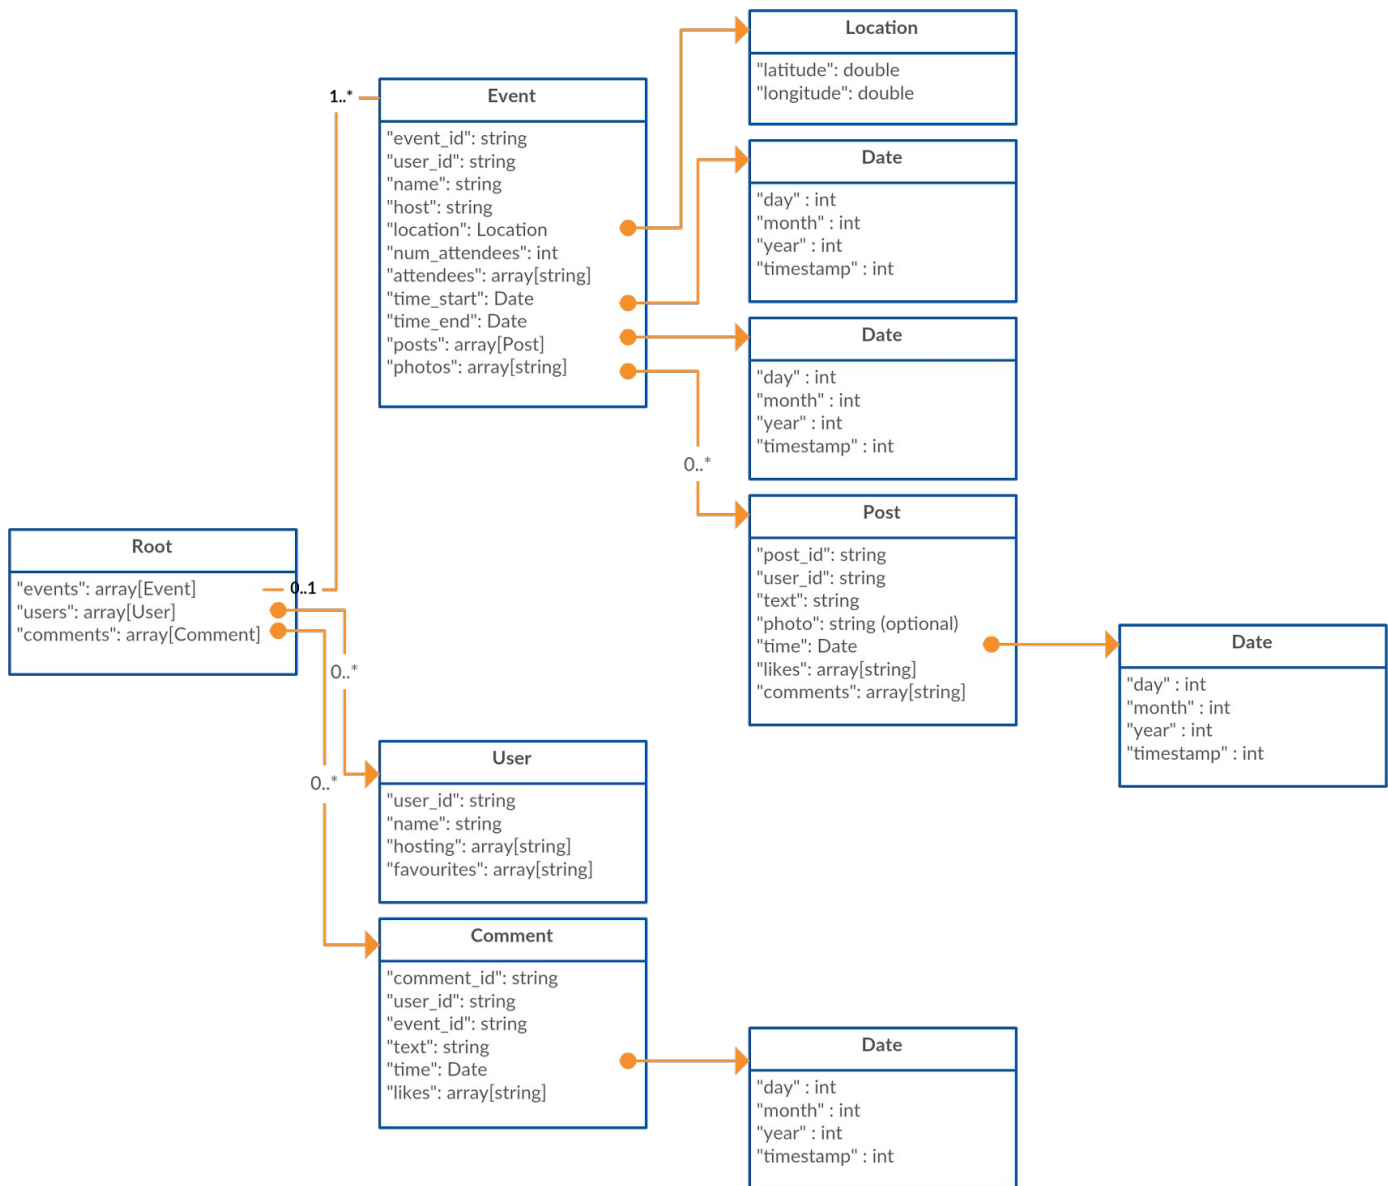 Location
"latitude": double
"longitude": double
1..*
Event
"event_id": string
"user_id": string
"name": string
"host": string
"location": Location
"num_attendees": int
"attendees": array[string]
"time_start": Date
"time_end": Date
"posts": array[Post]
"photos": array[string]
Date
"day" : int
"month" : int
"year" : int
"timestamp" : int
Date
"day" : int
"month" : int
"year" : int
"timestamp" : int
0..*
Post
"post_id": string
"user_id": string
"text": string
"photo": string (optional)
"time": Date
"likes": array[string]
"comments": array[string]
Date
"day" : int
"month" : int
"year" : int
"timestamp" : int
Root
"events": array[Event]
"users": array[User]
"comments": array[Comment]
0..1
0..*
0..*
User
"user_id": string
"name": string
"hosting": array[string]
"favourites": array[string]
Comment
"comment_id": string
"user_id": string
"event_id": string
"text": string
"time": Date
"likes": array[string]
Date
"day" : int
"month" : int
"year" : int
"timestamp" : int